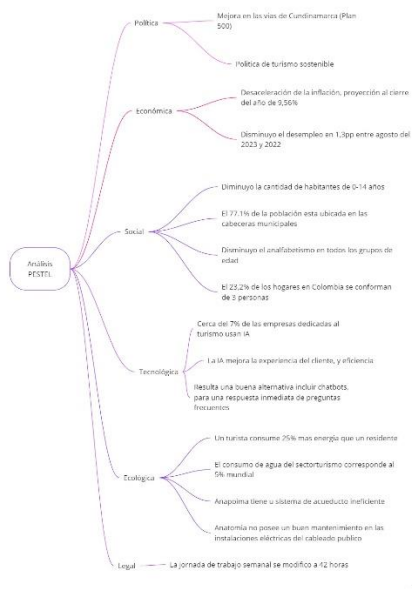 Análisis
PESTEL
Política
Mejora en las vías de Cundinamarca (Plan
500)
Política de turismo sostenible
Económica
Desaceleración de la inflación, proyección al cierre
del año de 9,56%
Disminuyo el desempleo en 1,3pp entre agosto del
2023 y 2022
Social
Diminuyo la cantidad de habitantes de 0-14 años
El 77.1% de la población esta ubicada en las
cabeceras municipales
Disminuyo el analfabetismo en todos los grupos de
edad
El 23,2% de los hogares en Colombia se conforman
de 3 personas
Tecnológica
Cerca del 7% de las empresas dedicadas al
turismo usan IA
La IA mejora la experiencia del cliente, y eficiencia
Resulta una buena alternativa incluir chatbots,
para una respuesta inmediata de preguntas
frecuentes
Ecológica
Un turista consume 25% mas energía que un residente
El consumo de agua del sectorturismo corresponde al
5% mundial
Anapoima tiene u sistema de acueducto ineficiente
Anatomía no posee un buen mantenimiento en las
instalaciones eléctricas del cableado publico
Legal
La jornada de trabajo semanal se modifico a 42 horas